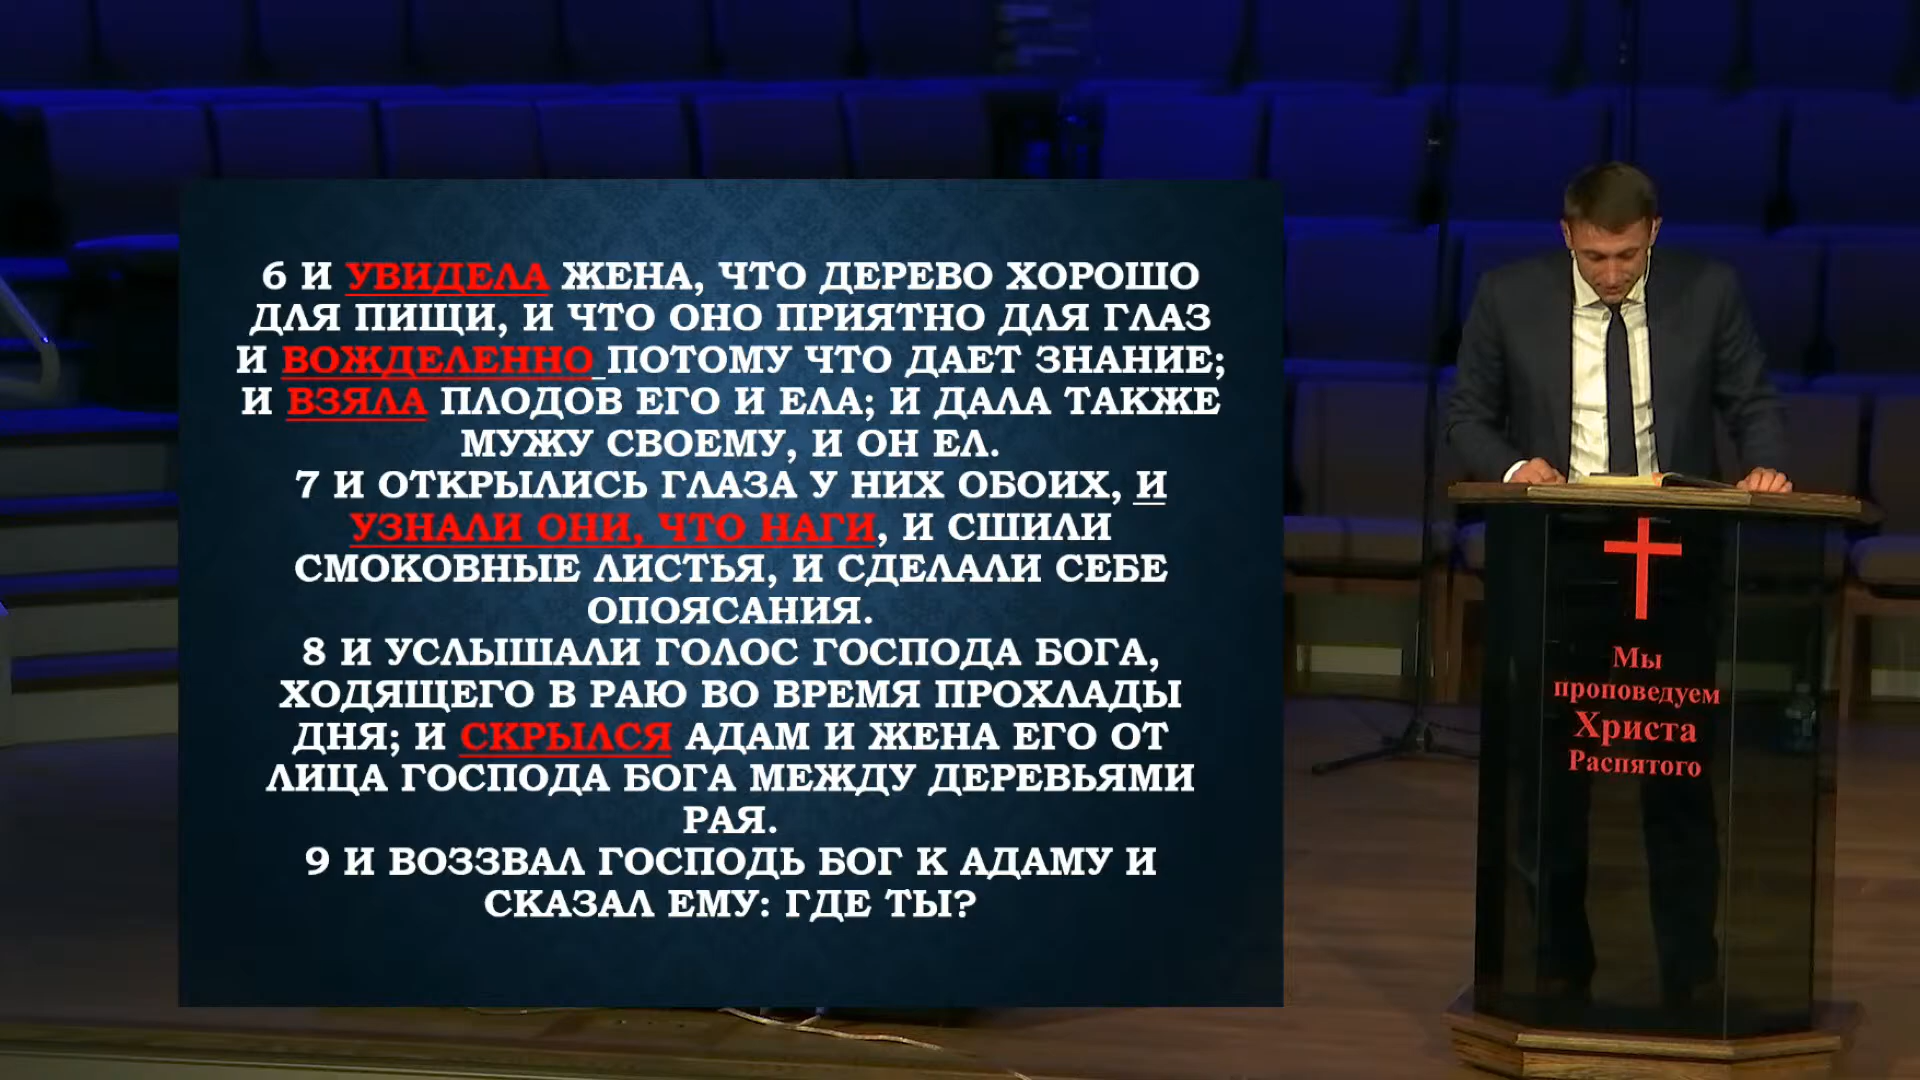 6 И УВИДЕЛА ЖЕНА, ЧТО ДЕРЕВО ХОРОШО
ДЛЯ ПИЩИ, И ЧТО ОНО ПРИЯТНО ДЛЯ ГЛАЗ
И ВОЖДЕЛЕННО ПОТОМУ ЧТО ДАЕТ ЗНАНИЕ;
И ВЗЯЛА ПЛОДОВ ЕГО И ЕЛА; И ДАЛА ТАКЖЕ
МУЖУ СВОЕМУ, И ОН ЕЛ.
7 И ОТКРЫЛИСЬ ГЛАЗА У НИХ ОБОИХ, И
УЗНАЛИ ОНИ, ЧТО НАГИ, И СШИЛИ
СМОКОВНЫЕ ЛИСТЬЯ, И СДЕЛАЛИ СЕБЕ
ОПОЯСАНИЯ.
8 И УСЛЫШАЛИ ГОЛОС ГОСПОДА БОГА,
ХОДЯЩЕГО В РАЮ ВО ВРЕМЯ ПРОХЛАДЫ
ДНЯ; И СКРЫЛСЯ АДАМ И ЖЕНА ЕГО ОТ
ЛИЦА ГОСПОДА БОГА МЕЖДУ ДЕРЕВЬЯМИ
РАЯ.
9 И ВОЗЗВАЛ ГОСПОДЬ БОГ К АДАМУ И
СКАЗАЛ ЕМУ: ГДЕ ТЫ?
Мы
проповедуем
Христа
Распятого